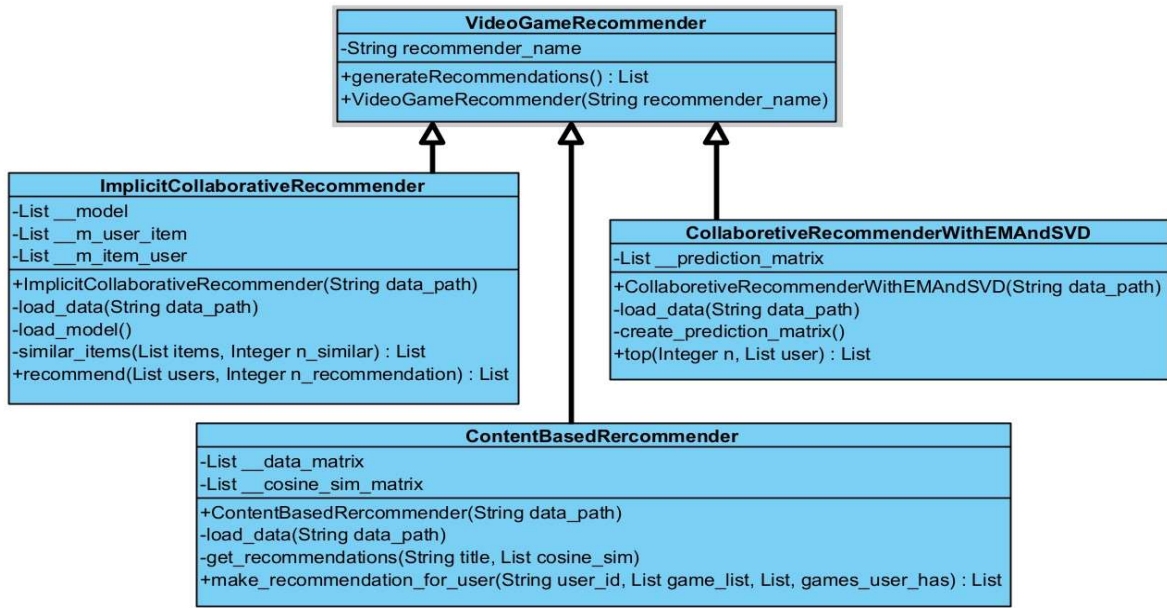 VideoGameRecommender
-String recommender_name
+generateRecommendations() : List
+VideoGameRecommender(String recommender_name)
ImplicitCollaborativeRecommender
-List __model
-List __m_user_item
-List __m_item_user
+ImplicitCollaborativeRecommender(String data_path)
-load_data(String data_path)
-load_model()
-similar_items(List items, Integer n_similar) : List
+recommend(List users, Integer n_recommendation) : List
CollaboretiveRecommenderWithEMAndSVD
-List __prediction_matrix
+CollaboretiveRecommenderWithEMAndSVD(String data_path)
-load_data(String data_path)
-create_prediction_matrix()
+top(Integer n, List user) : List
ContentBasedRercommender
-List __data_matrix
-List __cosine_sim_matrix
+ContentBasedRercommender(String data_path)
-load_data(String data_path)
-get_recommendations(String title, List cosine_sim)
+make_recommendation_for_user(String user_id, List game_list, List, games_user_has) : List